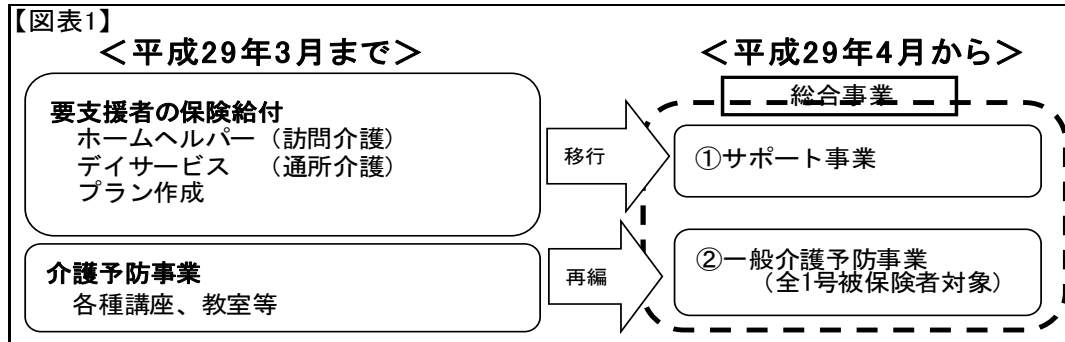 【図表1】
＜平成29年3月まで＞
要支援者の保険給付
ホームヘルパー（訪問介護）
デイサービス　（通所介護）
プラン作成
介護予防事業
各種講座、教室等
移行
再編
＜平成29年4月から＞
総合事業
①サポート事業
②一般介護予防事業
（全1号被保険者対象）